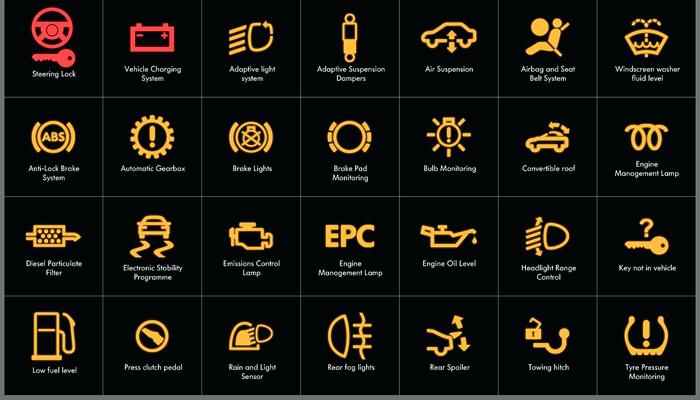 Steering Lock
Vehicle Charging
System
Adaptive light
system
Adaptive Suspension
Dampers
Air Suspension
Airbag and Seat
Belt System
Windscreen washer
fluid level
ABS
Anti-Lock Brake
System
Automatic Gearbox
Brake Lights
Brake Pad
Monitoring
Bulb Monitoring
Convertible roof
Engine
Management Lamp
Diesel Particulate
Filter
Electronic Stability
Programme
Emissions Control
Lamp
EPC
Engine
Management Lamp
Engine Oil Level
Headlight Range
Control
?
Key not in vehicle
Low fuel level
Press clutch pedal
Rain and Light
Sensor
Rear fog lights
Rear Spoiler
Towing hitch
Tyre Pressure
Monitoring